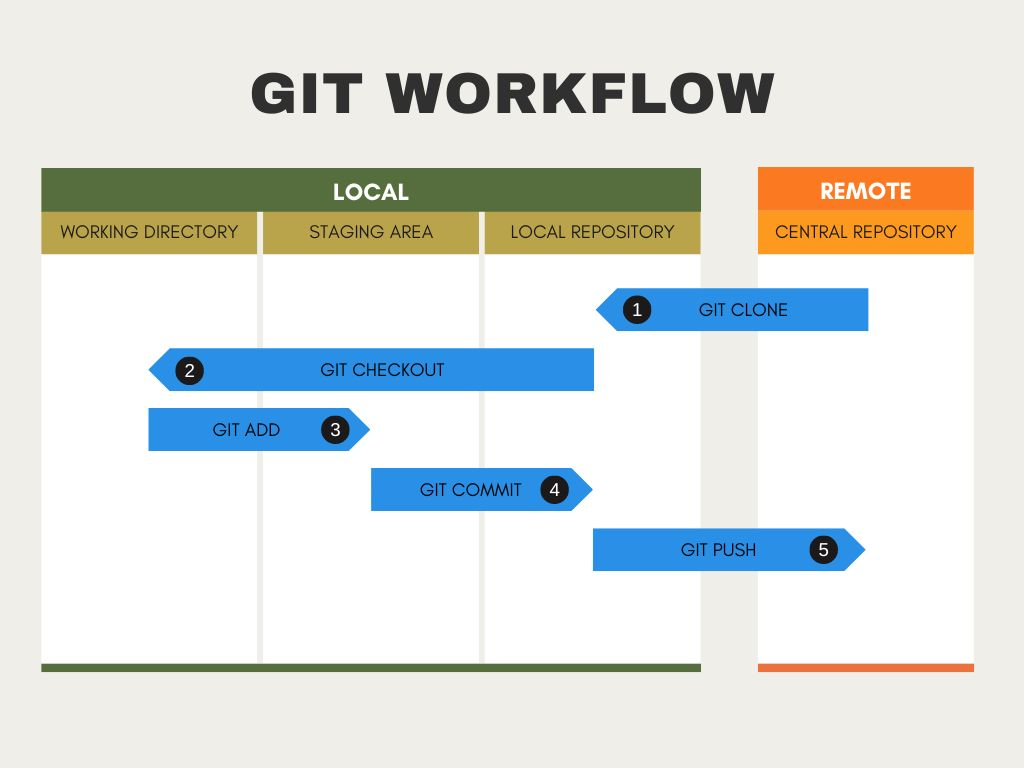 GIT WORKFLOW
LOCAL
REMOTE
WORKING DIRECTORY
STAGING AREA
LOCAL REPOSITORY
CENTRAL REPOSITORY
1 GIT CLONE
2 GIT CHECKOUT
GIT ADD 3
GIT COMMIT 4
GIT PUSH 5